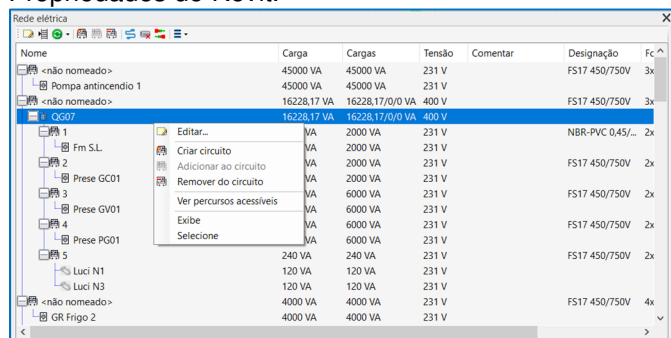 Propriedades do Revit.
Rede elétrica
Nome Carga Cargas Tensão Comentar Designação
<não nomeado> 45000 VA 45000 VA 231 V FS17 450/750V 3x
Pompa antincendio 1 45000 VA 45000 VA 231 V
<não nomeado> 16228,17 VA 16228,17/0/0 VA 400 V FS17 450/750V 3x
QG07 16228,17 VA 16228,17/0/0 VA 400 V
1 VA 2000 VA 231 V NBR-PVC 0,45/... 2x
Fm S.L. VA 2000 VA 231 V
2 VA 2000 VA 231 V FS17 450/750V 2x
Prese GC01 VA 2000 VA 231 V
3 VA 6000 VA 231 V FS17 450/750V 2x
Prese GV01 VA 6000 VA 231 V
4 VA 6000 VA 231 V FS17 450/750V 2x
Prese PG01 VA 6000 VA 231 V
5 240 VA 240 VA 231 V FS17 450/750V 2x
Luci N1 120 VA 120 VA 231 V
Luci N3 120 VA 120 VA 231 V
<não nomeado> 4000 VA 4000 VA 231 V FS17 450/750V 4x
GR Frigo 2 4000 VA 4000 VA 231 V
Editar...
Criar circuito
Adicionar ao circuito
Remover do circuito
Ver percursos acessíveis
Exibe
Selecione